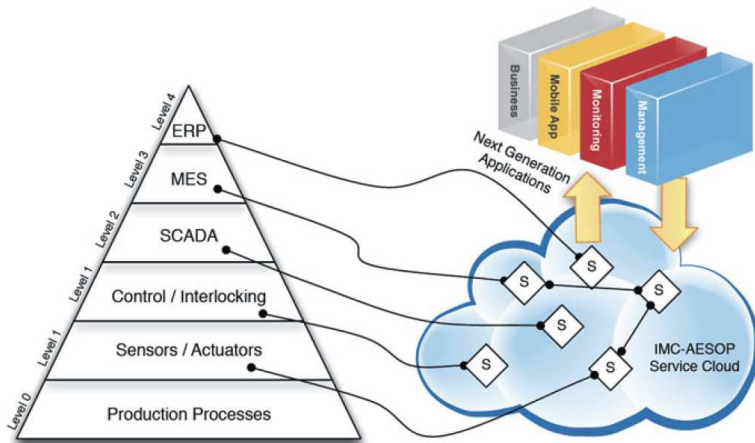 Business
Mobile App
Monitoring
Management
Next Generation
Applications
Level 4
ERP
Level 3
MES
Level 2
SCADA
Level 1
Control / Interlocking
Level 1
Sensors / Actuators
Level 0
Production Processes
S
S
S
S
S
S
IMC-AESOP
Service Cloud